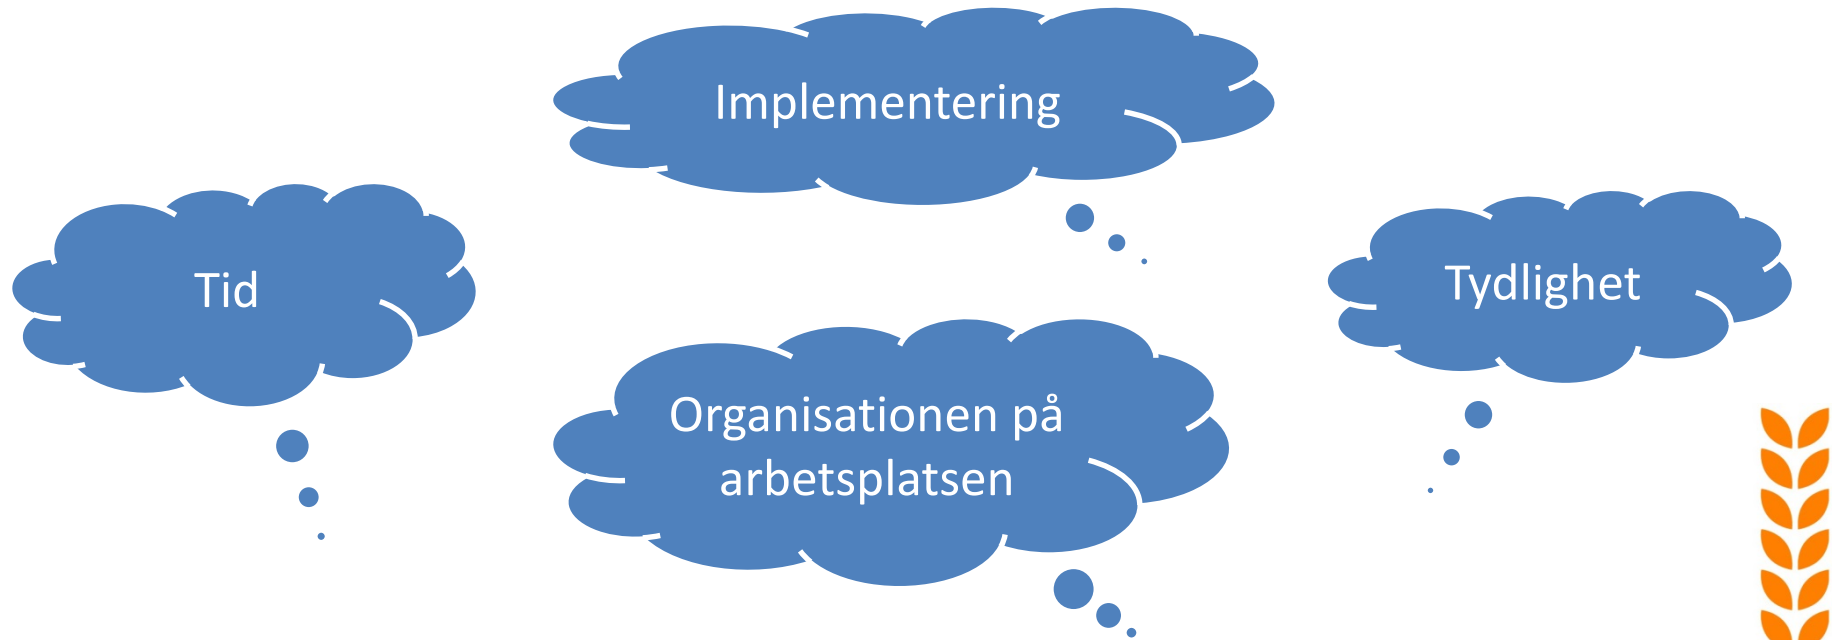 Implementering
Tid
Tydlighet
Organisationen på
arbetsplatsen